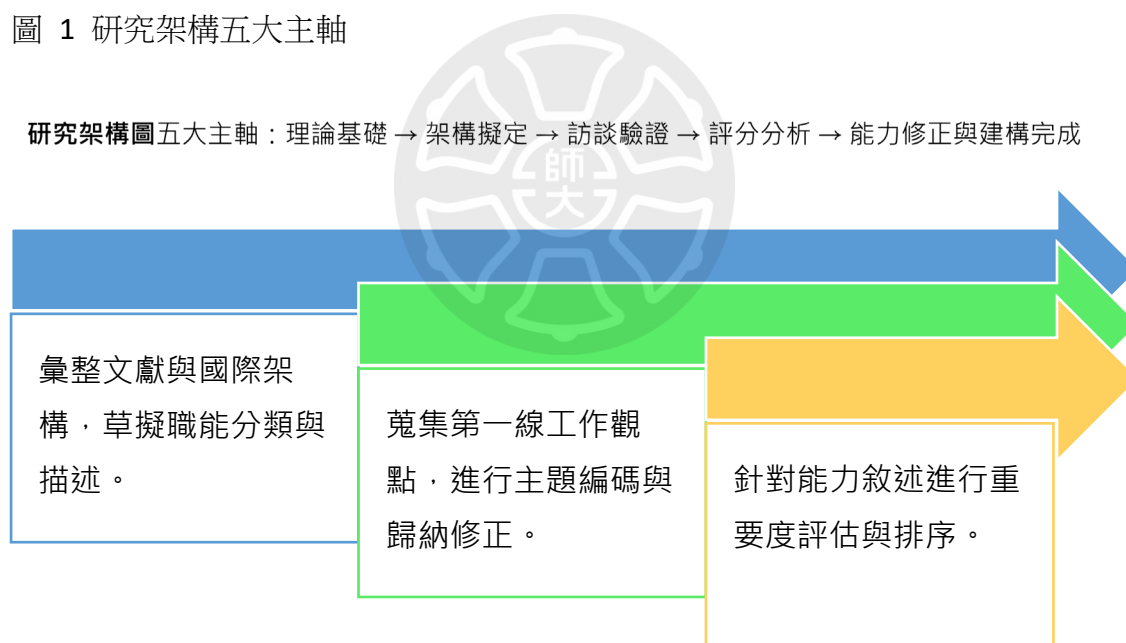 圖 1 研究架構五大主軸
研究架構圖五大主軸：理論基礎 → 架構擬定 → 訪談驗證 → 評分分析 → 能力修正與建構完成
師
大
彙整文獻與國際架
構，草擬職能分類與
描述。
蒐集第一線工作觀
點，進行主題編碼與
歸納修正。
針對能力敘述進行重
要度評估與排序。